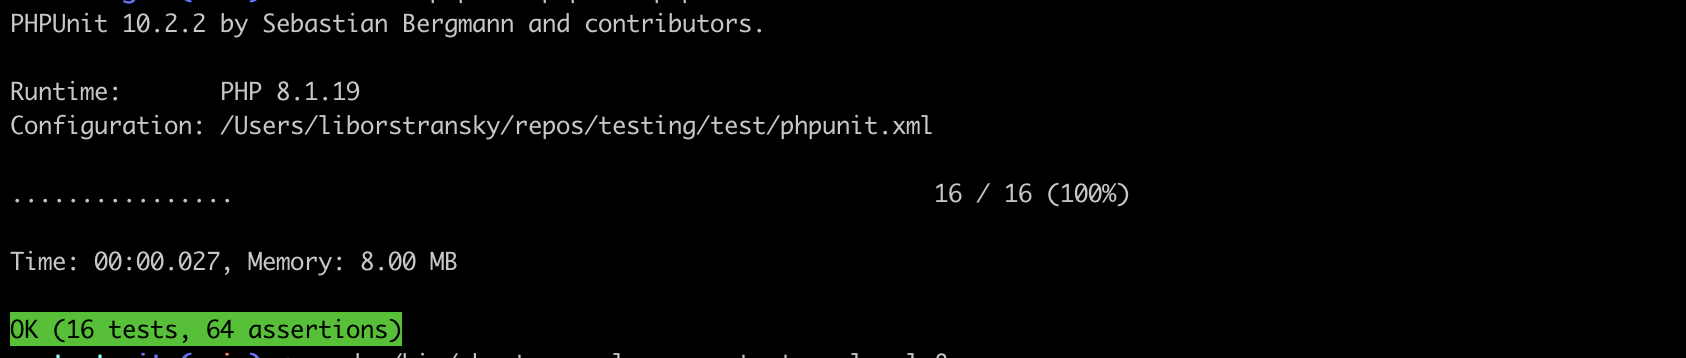 PHPUnit 10.2.2 by Sebastian Bergmann and contributors.
Runtime:       PHP 8.1.19
Configuration: /Users/liborstransky/repos/testing/test/phpunit.xml
................                                                  16 / 16 (100%)
Time: 00:00.027, Memory: 8.00 MB
OK (16 tests, 64 assertions)